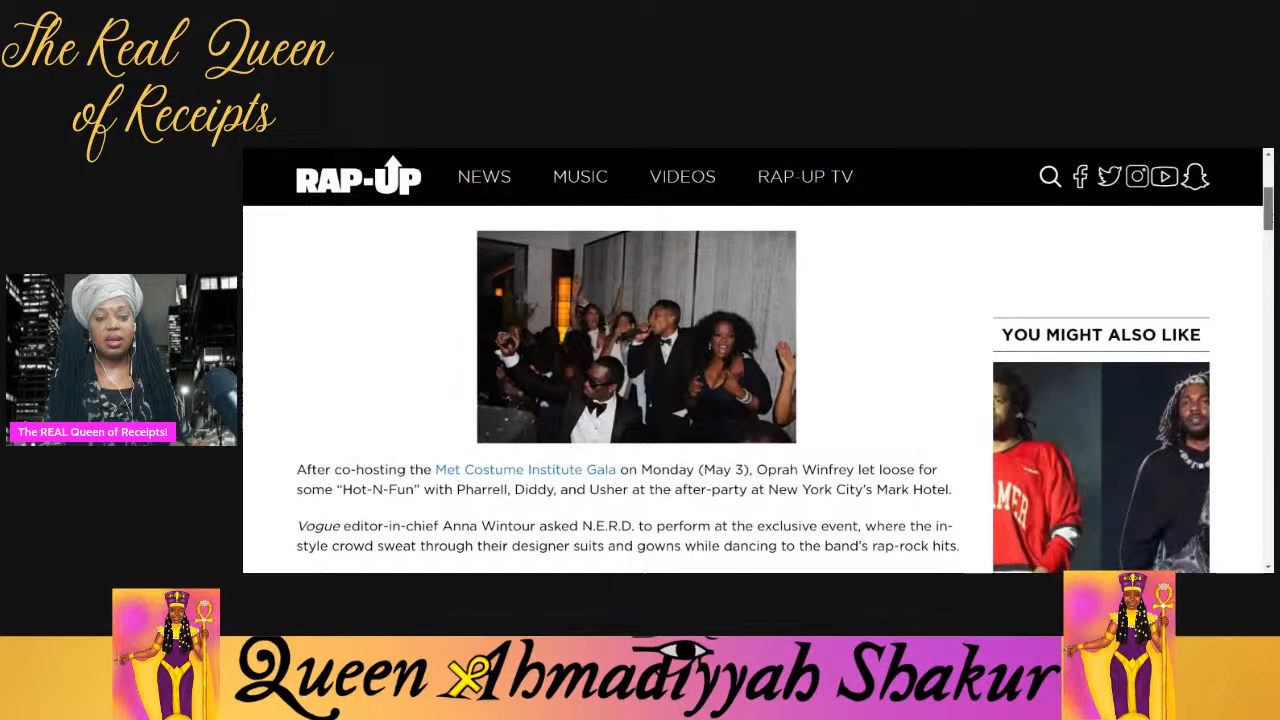 The Real Queen
of Receipts
RAP-UP
NEWS
MUSIC
VIDEOS
RAP-UP TV
After co-hosting the Met Costume Institute Gala on Monday (May 3), Oprah Winfrey let loose for
some “Hot-N-Fun” with Pharrell, Diddy, and Usher at the after-party at New York City’s Mark Hotel.
Vogue editor-in-chief Anna Wintour asked N.E.R.D. to perform at the exclusive event, where the in-
style crowd sweat through their designer suits and gowns while dancing to the band’s rap-rock hits.
YOU MIGHT ALSO LIKE
The REAL Queen of Receipts!
Queen Ahmadiyyah Shakur